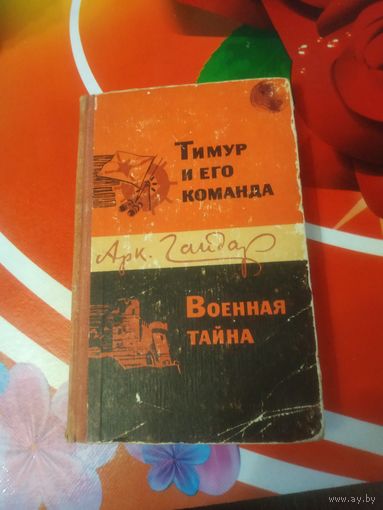 Тимур
и его
команда
Арк. Гайдар
Военная
тайна
www.ay.by